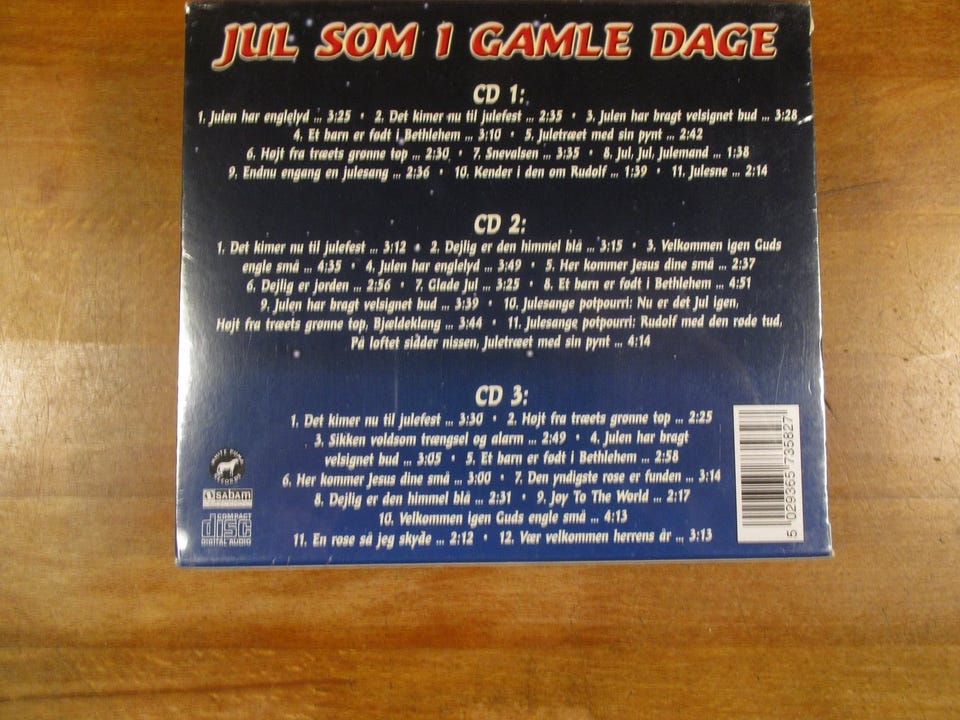 JUL SOM I GAMLE DAGE
CD 1:
1. Julen har englelyd ... 3:25 • 2. Det kimer nu til julefest ... 2:35 • 3. Julen har bragt velsignet bud ... 3:28
4. Et barn er født i Bethlehem ... 3:10 • 5. Juletræet med sin pynt ... 2:42
6. Højt fra træets grønne top ... 2:30 • 7. Snevalsen ... 3:35 • 8. Jul, Jul, Julemand ... 1:38
9. Endnu engang en julesang ... 2:36 • 10. Kender i den om Rudolf ... 1:39 • 11. Julesne ... 2:14
CD 2:
1. Det kimer nu til julefest ... 3:12 • 2. Dejlig er den himmel blå ... 3:15 • 3. Velkommen igen Guds
engle små ... 4:35 • 4. Julen har englelyd ... 3:49 • 5. Her kommer Jesus dine små ... 2:37
6. Dejlig er jorden ... 2:56 • 7. Glade Jul ... 3:25 • 8. Et barn er født i Bethlehem ... 4:51
9. Julen har bragt velsignet bud ... 3:39 • 10. Julesange potpourri: Nu er det Jul igen,
Højt fra træets grønne top, Bjældeklang ... 3:44 • 11. Julesange potpourri: Rudolf med den røde tud,
På loftet sidder nissen, Juletræet med sin pynt ... 4:14
CD 3:
1. Det kimer nu til julefest ... 3:30 • 2. Højt fra træets grønne top ... 2:25
3. Sikken voldsom trængsel og alarm ... 2:49 • 4. Julen har bragt
velsignet bud ... 3:05 • 5. Et barn er født i Bethlehem ... 2:58
6. Her kommer Jesus dine små ... 3:00 • 7. Den yndigste rose er funden ... 3:14
8. Dejlig er den himmel blå ... 2:31 • 9. Joy To The World ... 2:17
10. Velkommen igen Guds engle små ... 4:13
11. En rose så jeg skyde ... 2:12 • 12. Vær velkommen herrens år ... 3:13
WHITE
RECORDS
sabam
COMPACT
disc
DIGITAL AUDIO
5 029365 735827